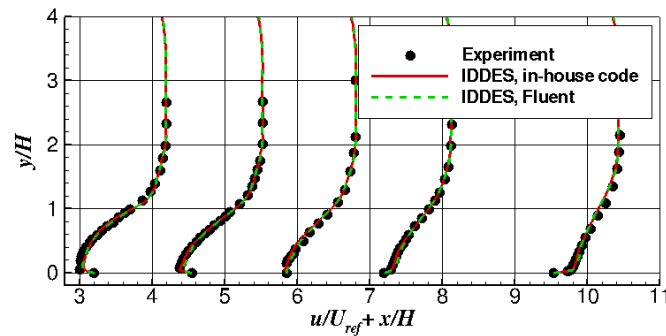 4
3
2
1
0
y/H
Experiment
IDDES, in-house code
IDDES, Fluent
3 4 5 6 7 8 9 10 11
u/U_ref + x/H